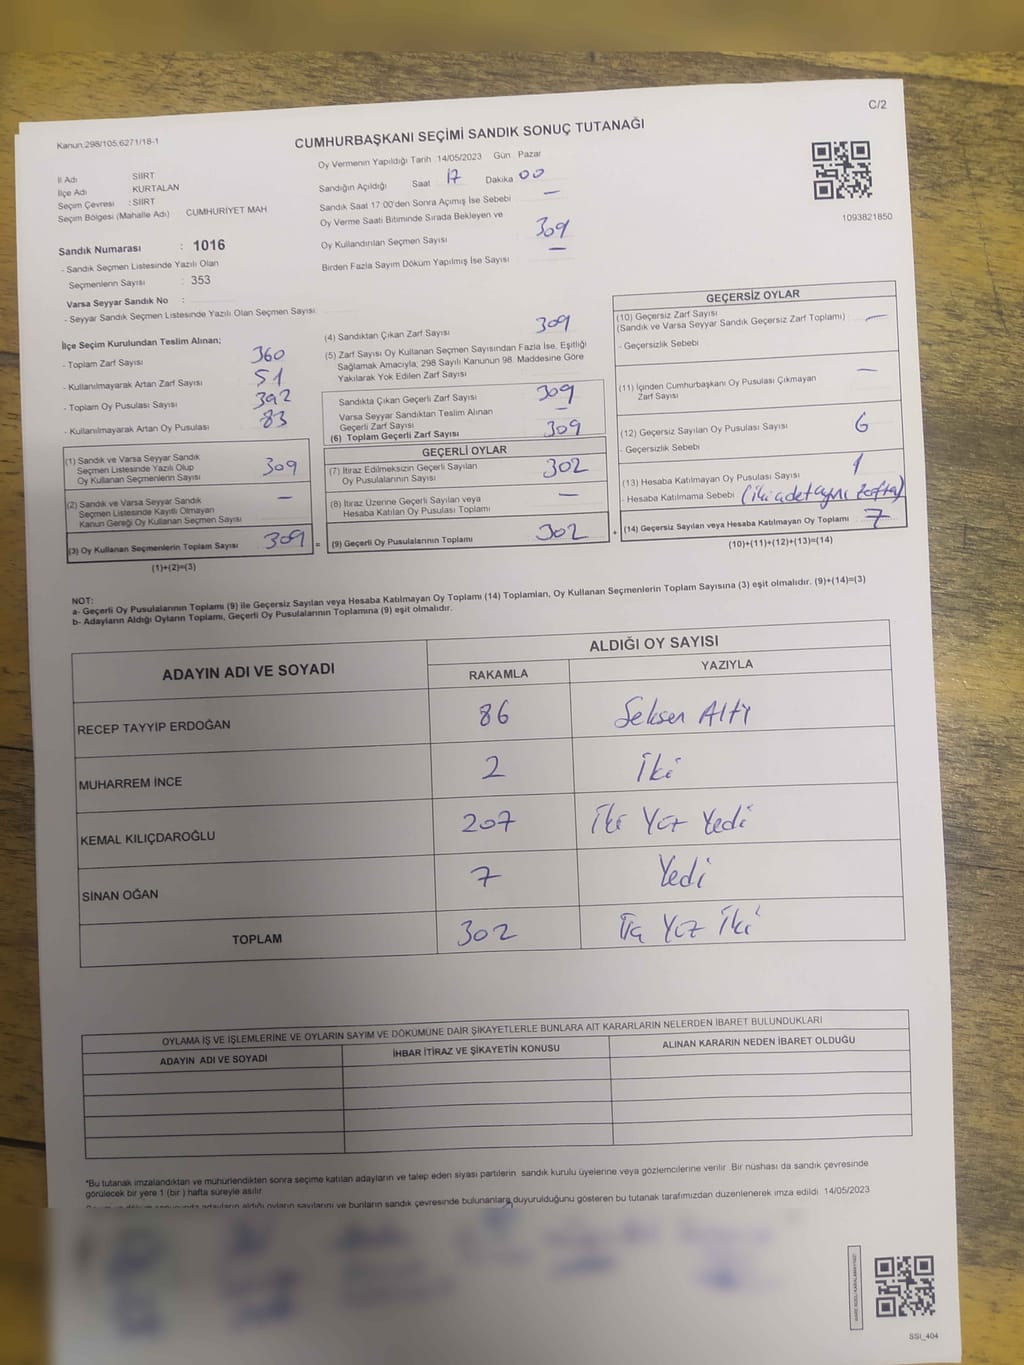 C/2
Kanun:298/105,6271/18-1
CUMHURBAŞKANI SEÇİMİ SANDIK SONUÇ TUTANAĞI
Oy Vermenin Yapıldığı Tarih 14/05/2023 Gün Pazar
İl Adı SİİRT
İlçe Adı KURTALAN
Seçim Çevresi : SİİRT
Seçim Bölgesi (Mahalle Adı) CUMHURİYET MAH
Sandığın Açıldığı Saat 17 Dakika 00
Sandık Saat 17:00'den Sonra Açımış İse Sebebi —
Oy Verme Saati Bitiminde Sırada Bekleyen ve
Oy Kullandırılan Seçmen Sayısı 309
Birden Fazla Sayım Döküm Yapılmış İse Sayısı —
1093821850
Sandık Numarası : 1016
- Sandık Seçmen Listesinde Yazılı Olan
Seçmenlerin Sayısı : 353
Varsa Seyyar Sandık No :
- Seyyar Sandık Seçmen Listesinde Yazılı Olan Seçmen Sayısı:
İlçe Seçim Kurulundan Teslim Alınan;
- Toplam Zarf Sayısı 360
- Kullanılmayarak Artan Zarf Sayısı 51
- Toplam Oy Pusulası Sayısı 392
- Kullanılmayarak Artan Oy Pusulası 83
(1) Sandık ve Varsa Seyyar Sandık
Seçmen Listesinde Yazılı Olup
Oy Kullanan Seçmenlerin Sayısı 309
(2) Sandık ve Varsa Seyyar Sandık
Seçmen Listesinde Kayıtlı Olmayan
Kanun Gereği Oy Kullanan Seçmen Sayısı —
(3) Oy Kullanan Seçmenlerin Toplam Sayısı 309 =
(1)+(2)=(3)
(4) Sandıktan Çıkan Zarf Sayısı 309
(5) Zarf Sayısı Oy Kullanan Seçmen Sayısından Fazla İse, Eşitliği
Sağlamak Amacıyla, 298 Sayılı Kanunun 98. Maddesine Göre
Yakılarak Yok Edilen Zarf Sayısı
Sandıkta Çıkan Geçerli Zarf Sayısı 309
Varsa Seyyar Sandıktan Teslim Alınan
Geçerli Zarf Sayısı —
(6) Toplam Geçerli Zarf Sayısı 309
GEÇERLİ OYLAR
(7) İtiraz Edilmeksizin Geçerli Sayılan
Oy Pusulalarının Sayısı 302
(8) İtiraz Üzerine Geçerli Sayılan veya
Hesaba Katılan Oy Pusulası Toplamı —
(9) Geçerli Oy Pusulalarının Toplamı 302 +
GEÇERSİZ OYLAR
(10) Geçersiz Zarf Sayısı
(Sandık ve Varsa Seyyar Sandık Geçersiz Zarf Toplamı) —
- Geçersizlik Sebebi
(11) İçinden Cumhurbaşkanı Oy Pusulası Çıkmayan
Zarf Sayısı —
(12) Geçersiz Sayılan Oy Pusulası Sayısı 6
- Geçersizlik Sebebi
(13) Hesaba Katılmayan Oy Pusulası Sayısı 1
- Hesaba Katılmama Sebebi (iki adet aynı zarfta)
(14) Geçersiz Sayılan veya Hesaba Katılmayan Oy Toplamı 7
(10)+(11)+(12)+(13)=(14)
NOT:
a- Geçerli Oy Pusulalarının Toplamı (9) ile Geçersiz Sayılan veya Hesaba Katılmayan Oy Toplamı (14) Toplamları, Oy Kullanan Seçmenlerin Toplam Sayısına (3) eşit olmalıdır. (9)+(14)=(3)
b- Adayların Aldığı Oyların Toplamı, Geçerli Oy Pusulalarının Toplamına (9) eşit olmalıdır.
ADAYIN ADI VE SOYADI
ALDIĞI OY SAYISI
RAKAMLA YAZIYLA
RECEP TAYYİP ERDOĞAN 86 Seksen Altı
MUHARREM İNCE 2 İki
KEMAL KILIÇDAROĞLU 207 İki Yüz Yedi
SİNAN OĞAN 7 Yedi
TOPLAM 302 Üç Yüz İki
OYLAMA İŞ VE İŞLEMLERİNE VE OYLARIN SAYIM VE DÖKÜMÜNE DAİR ŞİKAYETLERLE BUNLARA AİT KARARLARIN NELERDEN İBARET BULUNDUKLARI
ADAYIN ADI VE SOYADI İHBAR İTİRAZ VE ŞİKAYETİN KONUSU ALINAN KARARIN NEDEN İBARET OLDUĞU
*Bu tutanak imzalandıktan ve mühürlendikten sonra seçime katılan adayların ve talep eden siyasi partilerin sandık kurulu üyelerine veya gözlemcilerine verilir. Bir nüshası da sandık çevresinde
görülecek bir yere 1 (bir ) hafta süreyle asılır.
adayların aldığı oyların sayılarını ve bunların sandık çevresinde bulunanlara duyurulduğunu gösteren bu tutanak tarafımızdan düzenlenerek imza edildi. 14/05/2023
SSI_404